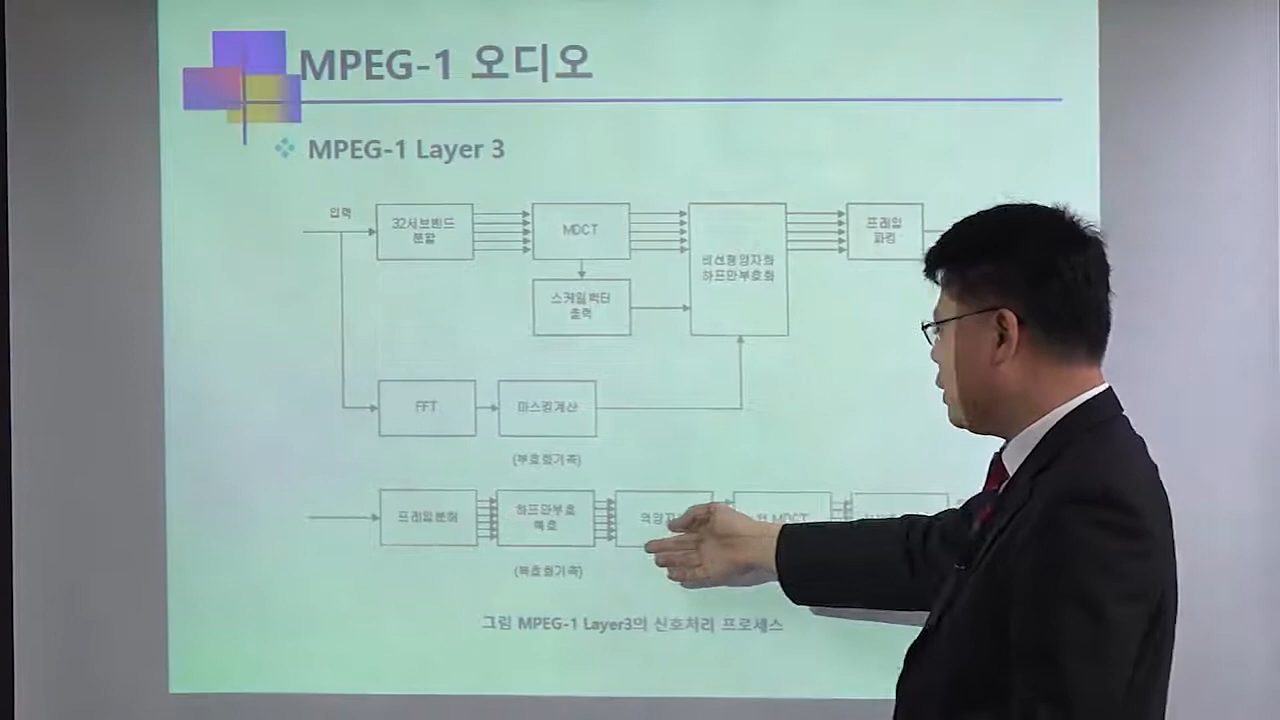 MPEG-1 오디오
MPEG-1 Layer 3
입력
32서브밴드
분할
MDCT
비선형양자화
하프만부호화
프레임
파킹
스케일팩터
출력
FFT
마스킹계산
(부호화기측)
프레임분해
하프만부호
복호
MDCT
(복호화기측)
그림 MPEG-1 Layer3의 신호처리 프로세스